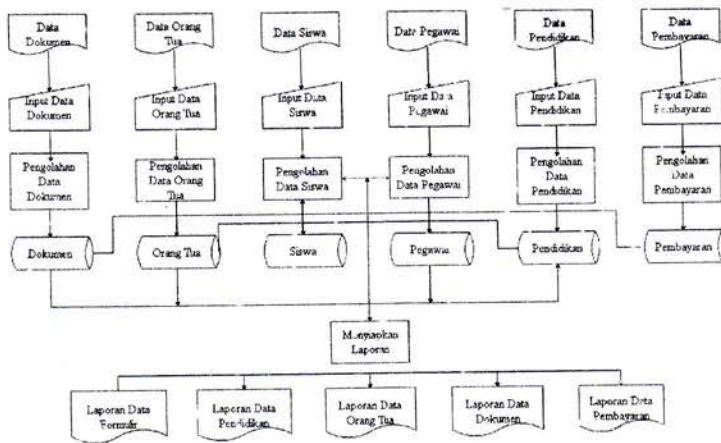 Data
Dokumen
Data Orang
Tua
Data Siswa
Data Pegawai
Data
Pendidikan
Data
Pembayaran
Input Data
Dokumen
Input Data
Orang Tua
Input Data
Siswa
Input Data
Pegawai
Input Data
Pendidikan
Input Data
Pembayaran
Pengolahan
Data
Dokumen
Pengolahan
Data Orang
Tua
Pengolahan
Data Siswa
Pengolahan
Data Pegawai
Pengolahan
Data
Pendidikan
Pengolahan
Data
Pembayaran
Dokumen
Orang Tua
Siswa
Pegawai
Pendidikan
Pembayaran
Menyiapkan
Laporan
Laporan Data
Formulir
Laporan Data
Pendidikan
Laporan Data
Orang Tua
Laporan Data
Dokumen
Laporan Data
Pembayaran